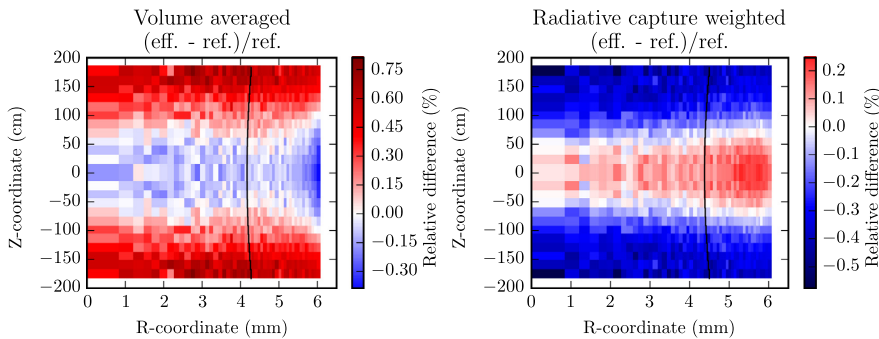 Volume averaged
(eff. - ref.)/ref.
200
150
100
50
0
−50
−100
−150
−200
Z-coordinate (cm)
0 1 2 3 4 5 6
R-coordinate (mm)
0.75
0.60
0.45
0.30
0.15
0.00
−0.15
−0.30
Relative difference (%)
Radiative capture weighted
(eff. - ref.)/ref.
200
150
100
50
0
−50
−100
−150
−200
Z-coordinate (cm)
0 1 2 3 4 5 6
R-coordinate (mm)
0.2
0.1
0.0
−0.1
−0.2
−0.3
−0.4
−0.5
Relative difference (%)